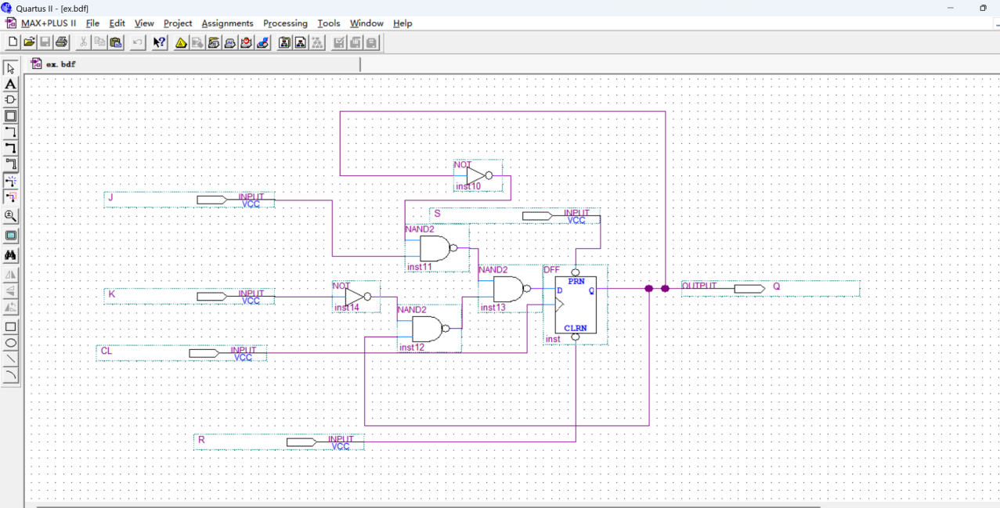 Quartus II - [ex.bdf]
MAX+PLUS II File Edit View Project Assignments Processing Tools Window Help
ex.bdf
NOT
inst10
J
INPUT
VCC
S
INPUT
VCC
NAND2
inst11
NAND2
inst13
DFF
PRN
D
Q
CLRN
inst
OUTPUT
Q
K
INPUT
VCC
NOT
inst14
NAND2
inst12
CL
INPUT
VCC
R
INPUT
VCC